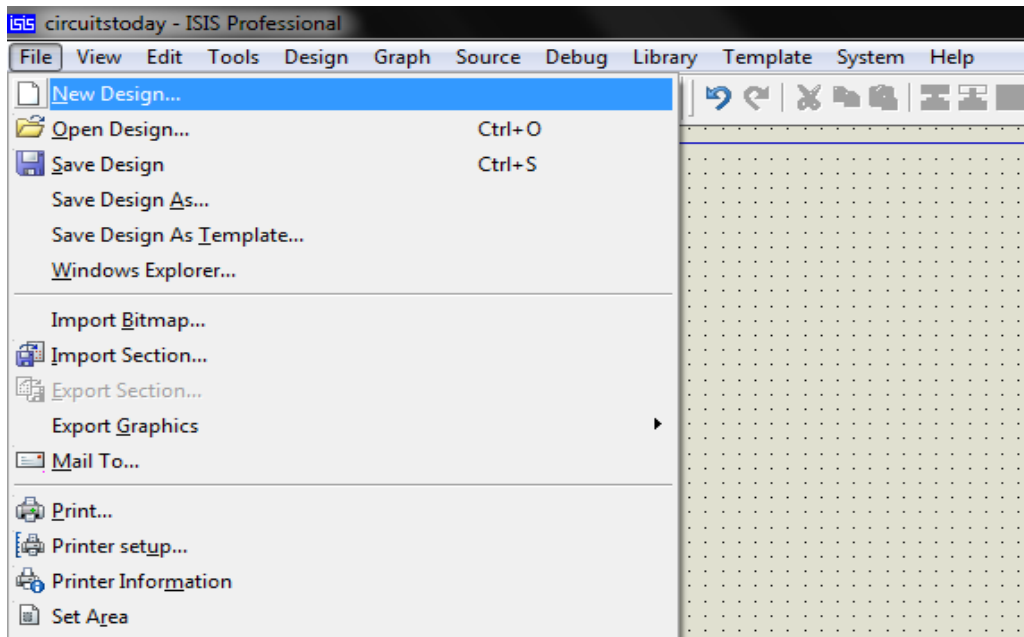 isis circuitstoday - ISIS Professional
File View Edit Tools Design Graph Source Debug Library Template System Help
New Design...
Open Design... Ctrl+O
Save Design Ctrl+S
Save Design As...
Save Design As Template...
Windows Explorer...
Import Bitmap...
Import Section...
Export Section...
Export Graphics
Mail To...
Print...
Printer setup...
Printer Information
Set Area